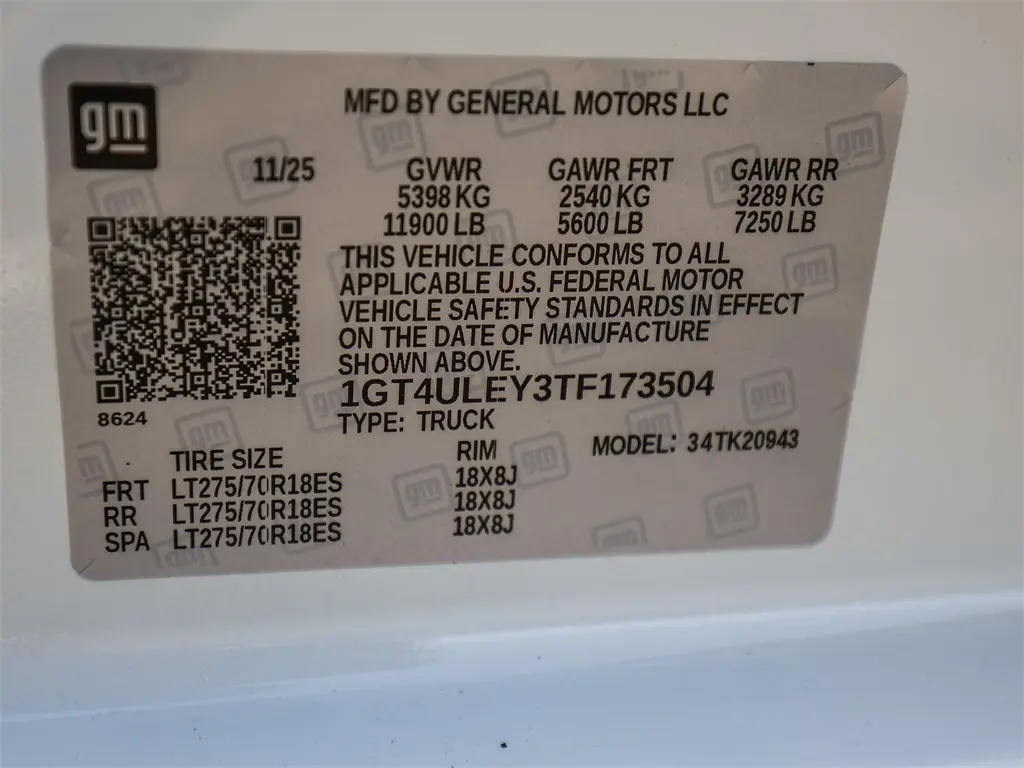 gm
MFD BY GENERAL MOTORS LLC
11/25 GVWR GAWR FRT GAWR RR
5398 KG 2540 KG 3289 KG
11900 LB 5600 LB 7250 LB
THIS VEHICLE CONFORMS TO ALL
APPLICABLE U.S. FEDERAL MOTOR
VEHICLE SAFETY STANDARDS IN EFFECT
ON THE DATE OF MANUFACTURE
SHOWN ABOVE.
1GT4ULEY3TF173504
8624
TYPE: TRUCK
MODEL: 34TK20943
TIRE SIZE RIM
FRT LT275/70R18ES 18X8J
RR LT275/70R18ES 18X8J
SPA LT275/70R18ES 18X8J